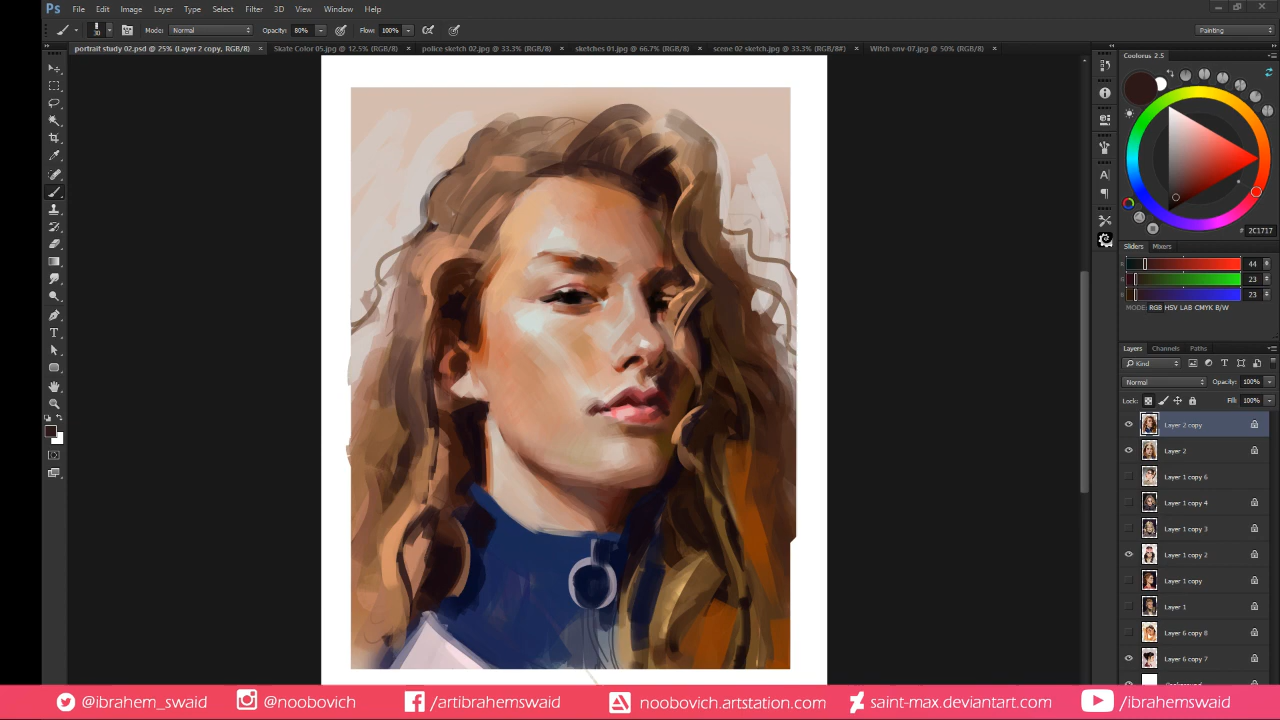 Ps File Edit Image Layer Type Select Filter 3D View Window Help
30 Mode: Normal Opacity: 80% Flow: 100% Painting
portrait study 02.psd @ 25% (Layer 2 copy, RGB/8) × Skate Color 05.jpg @ 12.5% (RGB/8) × police sketch 02.jpg @ 33.3% (RGB/8) × sketches 01.jpg @ 66.7% (RGB/8) × scene 02 sketch.jpg @ 33.3% (RGB/8#) × Witch env-07.jpg @ 50% (RGB/8) ×
Coolorus 2.5
# 2C1717
Sliders Mixers
44
23
23
MODE: RGB HSV LAB CMYK B/W
Layers Channels Paths
Kind
Normal Opacity: 100%
Lock: Fill: 100%
Layer 2 copy
Layer 2
Layer 1 copy 6
Layer 1 copy 4
Layer 1 copy 3
Layer 1 copy 2
Layer 1 copy
Layer 1
Layer 6 copy 8
Layer 6 copy 7
@ibrahem_swaid @noobovich /artibrahemswaid noobovich.artstation.com saint-max.deviantart.com /ibrahemswaid